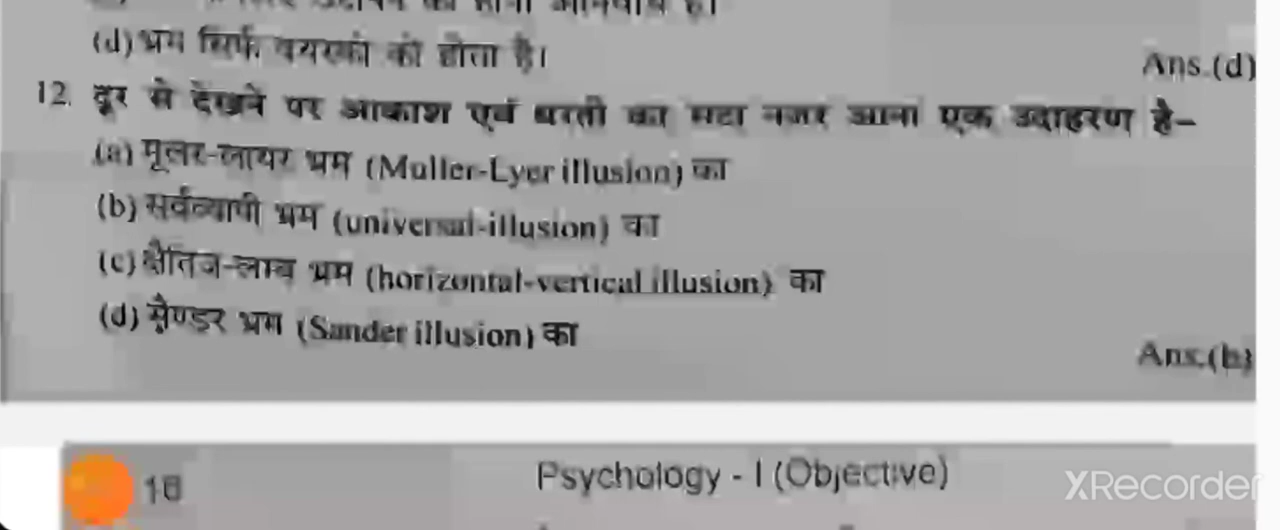 (d) भ्रम सिर्फ वयस्कों को होता है।
Ans.(d)
12. दूर से देखने पर आकाश एवं धरती का सटा नजर आना एक उदाहरण है–
(a) मूलर-लायर भ्रम (Muller-Lyer illusion) का
(b) सर्वव्यापी भ्रम (universal-illusion) का
(c) क्षैतिज-लम्ब भ्रम (horizontal-vertical illusion) का
(d) सैण्डर भ्रम (Sander illusion) का
Ans.(b)
16 Psychology - I (Objective)
XRecorder